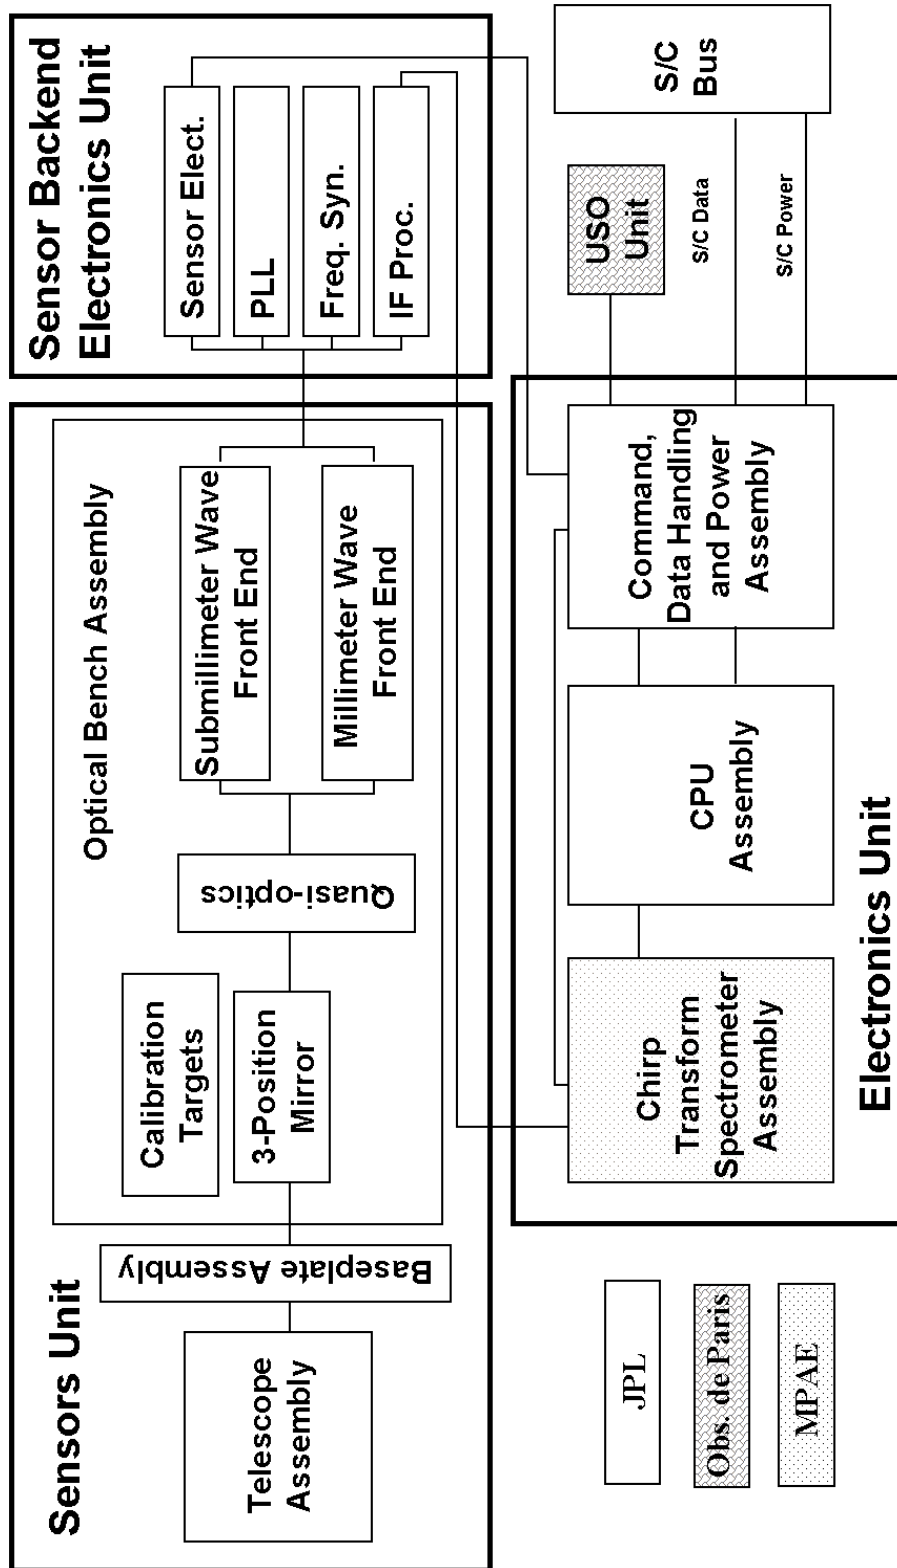 Sensors Unit
Telescope
Assembly
Baseplate Assembly
Optical Bench Assembly
Calibration
Targets
3-Position
Mirror
Quasi-optics
Submillimeter Wave
Front End
Millimeter Wave
Front End
Sensor Backend
Electronics Unit
Sensor Elect.
PLL
Freq. Syn.
IF Proc.
JPL
Obs. de Paris
MPAE
Chirp
Transform
Spectrometer
Assembly
CPU
Assembly
Command,
Data Handling
and Power
Assembly
Electronics Unit
USO
Unit
S/C Data
S/C Power
S/C
Bus